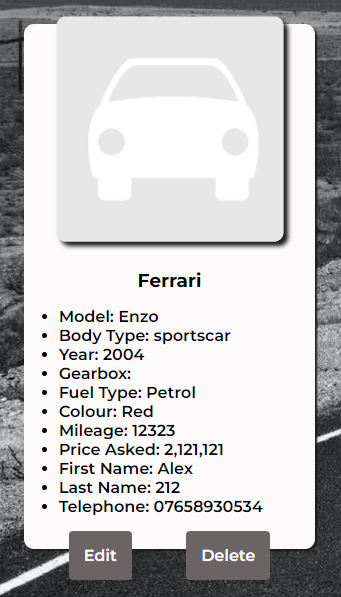 Ferrari
Model: Enzo
Body Type: sportscar
Year: 2004
Gearbox:
Fuel Type: Petrol
Colour: Red
Mileage: 12323
Price Asked: 2,121,121
First Name: Alex
Last Name: 212
Telephone: 07658930534
Edit
Delete